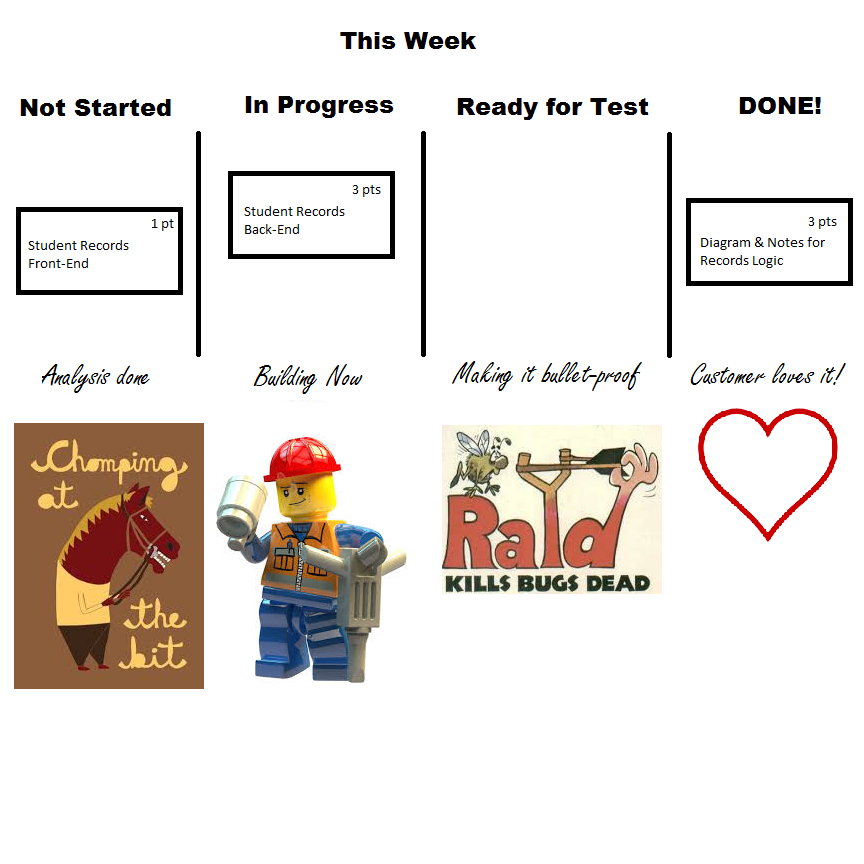 This Week
Not Started
In Progress
Ready for Test
DONE!
1 pt
Student Records
Front-End
3 pts
Student Records
Back-End
3 pts
Diagram & Notes for
Records Logic
Analysis done
Building Now
Making it bullet-proof
Customer loves it!
Chomping
at
the
bit
Raid
KILLS BUGS DEAD